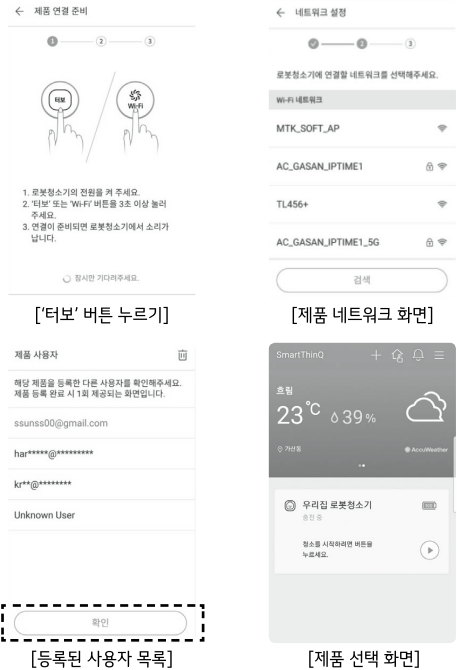 ← 제품 연결 준비
1 2 3
터보
Wi-Fi
1. 로봇청소기의 전원을 켜 주세요.
2. ‘터보’ 또는 ‘Wi-Fi’ 버튼을 3초 이상 눌러
주세요.
3. 연결이 준비되면 로봇청소기에서 소리가
납니다.
잠시만 기다려주세요.
[‘터보’ 버튼 누르기]
← 네트워크 설정
2 3
로봇청소기에 연결할 네트워크를 선택해주세요.
Wi-Fi 네트워크
MTK_SOFT_AP
AC_GASAN_IPTIME1
TL456+
AC_GASAN_IPTIME1_5G
검색
[제품 네트워크 화면]
제품 사용자
해당 제품을 등록한 다른 사용자를 확인해주세요.
제품 등록 완료 시 1회 제공되는 화면입니다.
ssunss00@gmail.com
har*****@*********
kr**@********
Unknown User
확인
[등록된 사용자 목록]
SmartThinQ
흐림
23°C 39%
가산동
AccuWeather
우리집 로봇청소기
충전 중
청소를 시작하려면 버튼을
누르세요.
[제품 선택 화면]